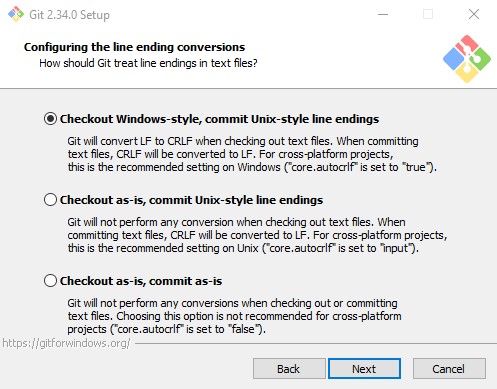 Git 2.34.0 Setup
Configuring the line ending conversions
How should Git treat line endings in text files?
Checkout Windows-style, commit Unix-style line endings
Git will convert LF to CRLF when checking out text files. When committing
text files, CRLF will be converted to LF. For cross-platform projects,
this is the recommended setting on Windows ("core.autocrlf" is set to "true").
Checkout as-is, commit Unix-style line endings
Git will not perform any conversion when checking out text files. When
committing text files, CRLF will be converted to LF. For cross-platform projects,
this is the recommended setting on Unix ("core.autocrlf" is set to "input").
Checkout as-is, commit as-is
Git will not perform any conversions when checking out or committing
text files. Choosing this option is not recommended for cross-platform
projects ("core.autocrlf" is set to "false").
https://gitforwindows.org/
Back
Next
Cancel